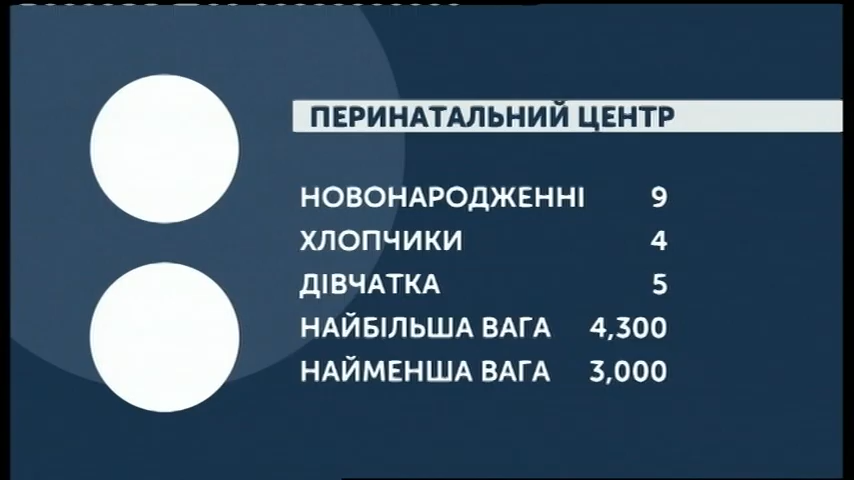 ПЕРИНАТАЛЬНИЙ ЦЕНТР
НОВОНАРОДЖЕННІ 9
ХЛОПЧИКИ 4
ДІВЧАТКА 5
НАЙБІЛЬША ВАГА 4,300
НАЙМЕНША ВАГА 3,000